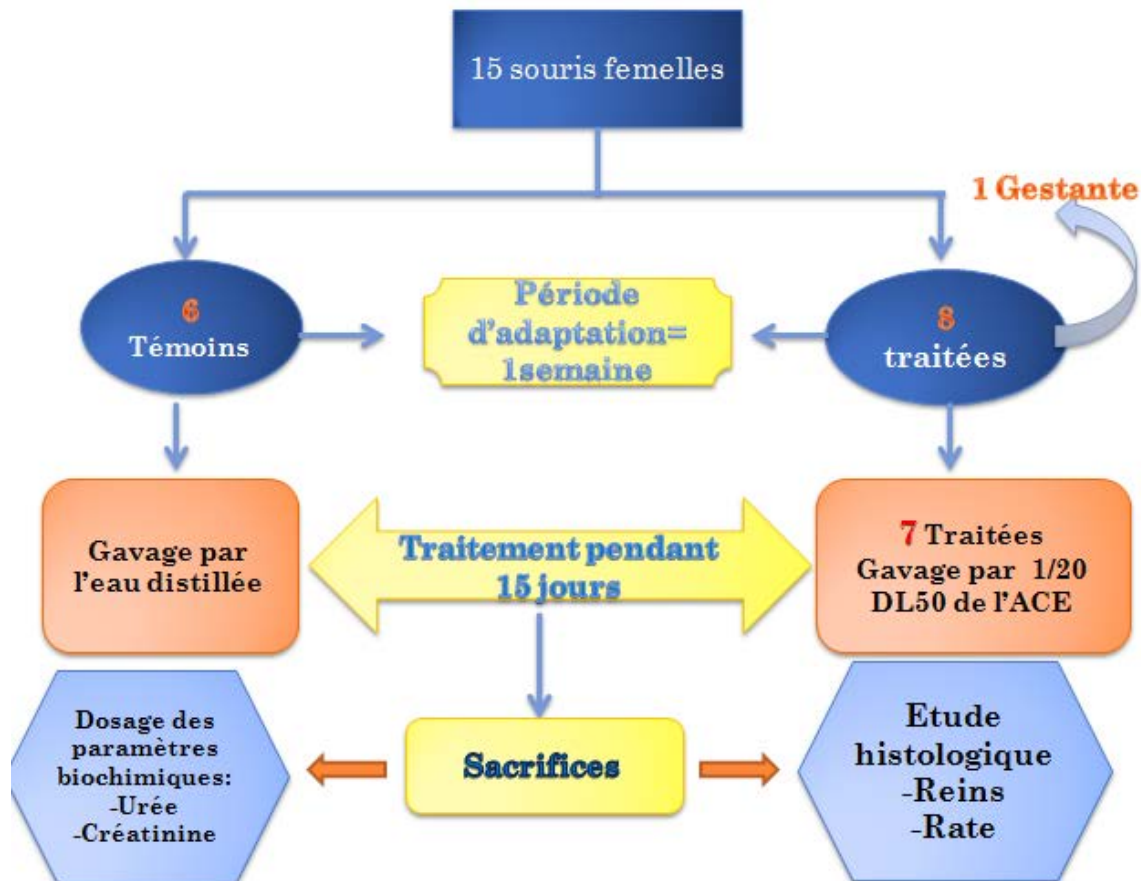 15 souris femelles
1 Gestante
6
Témoins
Période
d'adaptation=
1semaine
8
traitées
Gavage par
l'eau distillée
Traitement pendant
15 jours
7 Traitées
Gavage par 1/20
DL50 de l'ACE
Dosage des
paramètres
biochimiques:
-Urée
-Créatinine
Sacrifices
Etude
histologique
-Reins
-Rate